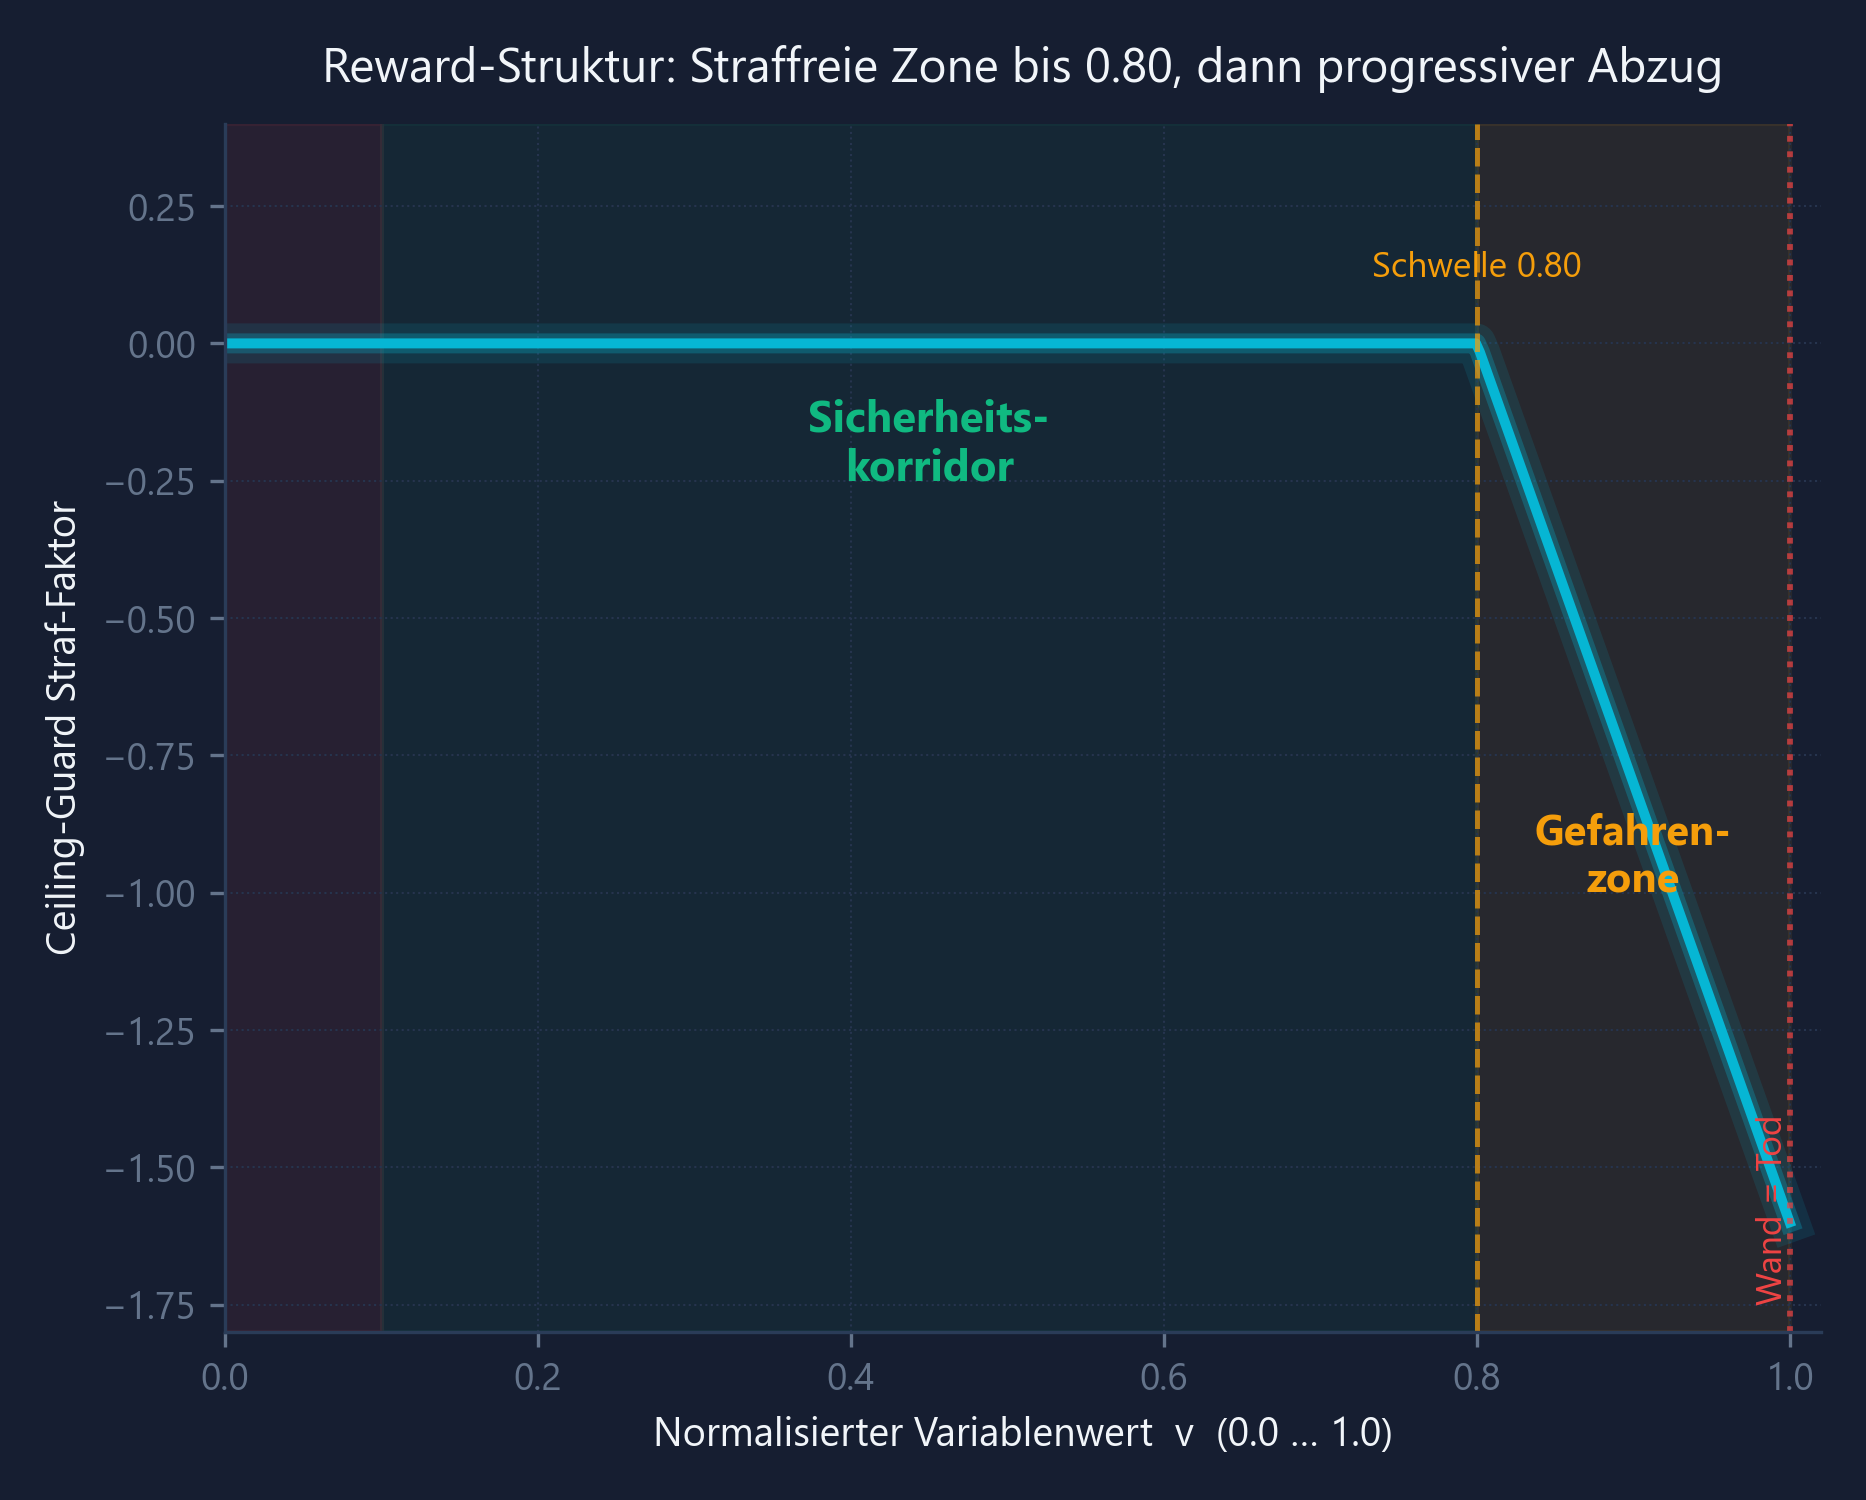 Reward-Struktur: Straffreie Zone bis 0.80, dann progressiver Abzug
Ceiling-Guard Straf-Faktor
0.25
0.00
−0.25
−0.50
−0.75
−1.00
−1.25
−1.50
−1.75
Schwelle 0.80
Sicherheits-
korridor
Gefahren-
zone
Wand = Tod
0.0
0.2
0.4
0.6
0.8
1.0
Normalisierter Variablenwert v (0.0 ... 1.0)